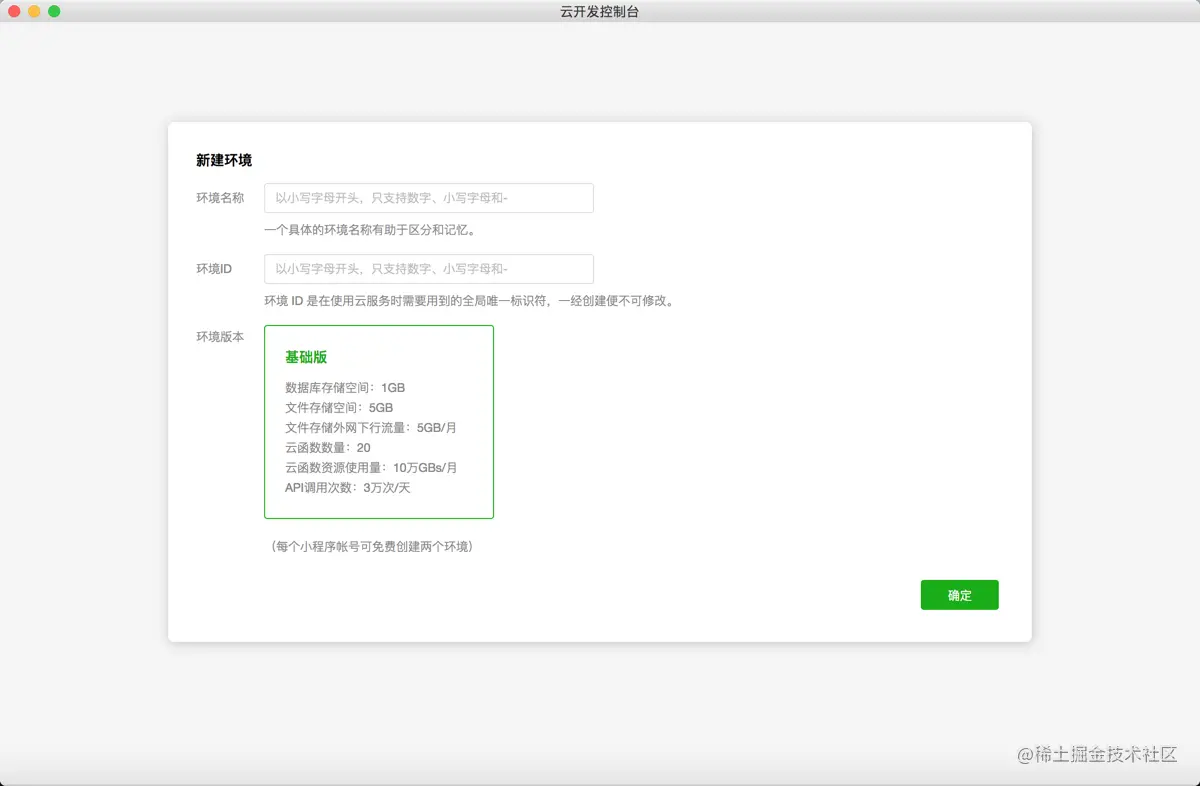 云开发控制台
新建环境
环境名称
以小写字母开头，只支持数字、小写字母和-
一个具体的环境名称有助于区分和记忆。
环境ID
以小写字母开头，只支持数字、小写字母和-
环境 ID 是在使用云服务时需要用到的全局唯一标识符，一经创建便不可修改。
环境版本
基础版
数据库存储空间：1GB
文件存储空间：5GB
文件存储外网下行流量：5GB/月
云函数数量：20
云函数资源使用量：10万GBs/月
API调用次数：3万次/天
（每个小程序帐号可免费创建两个环境）
确定
@稀土掘金技术社区